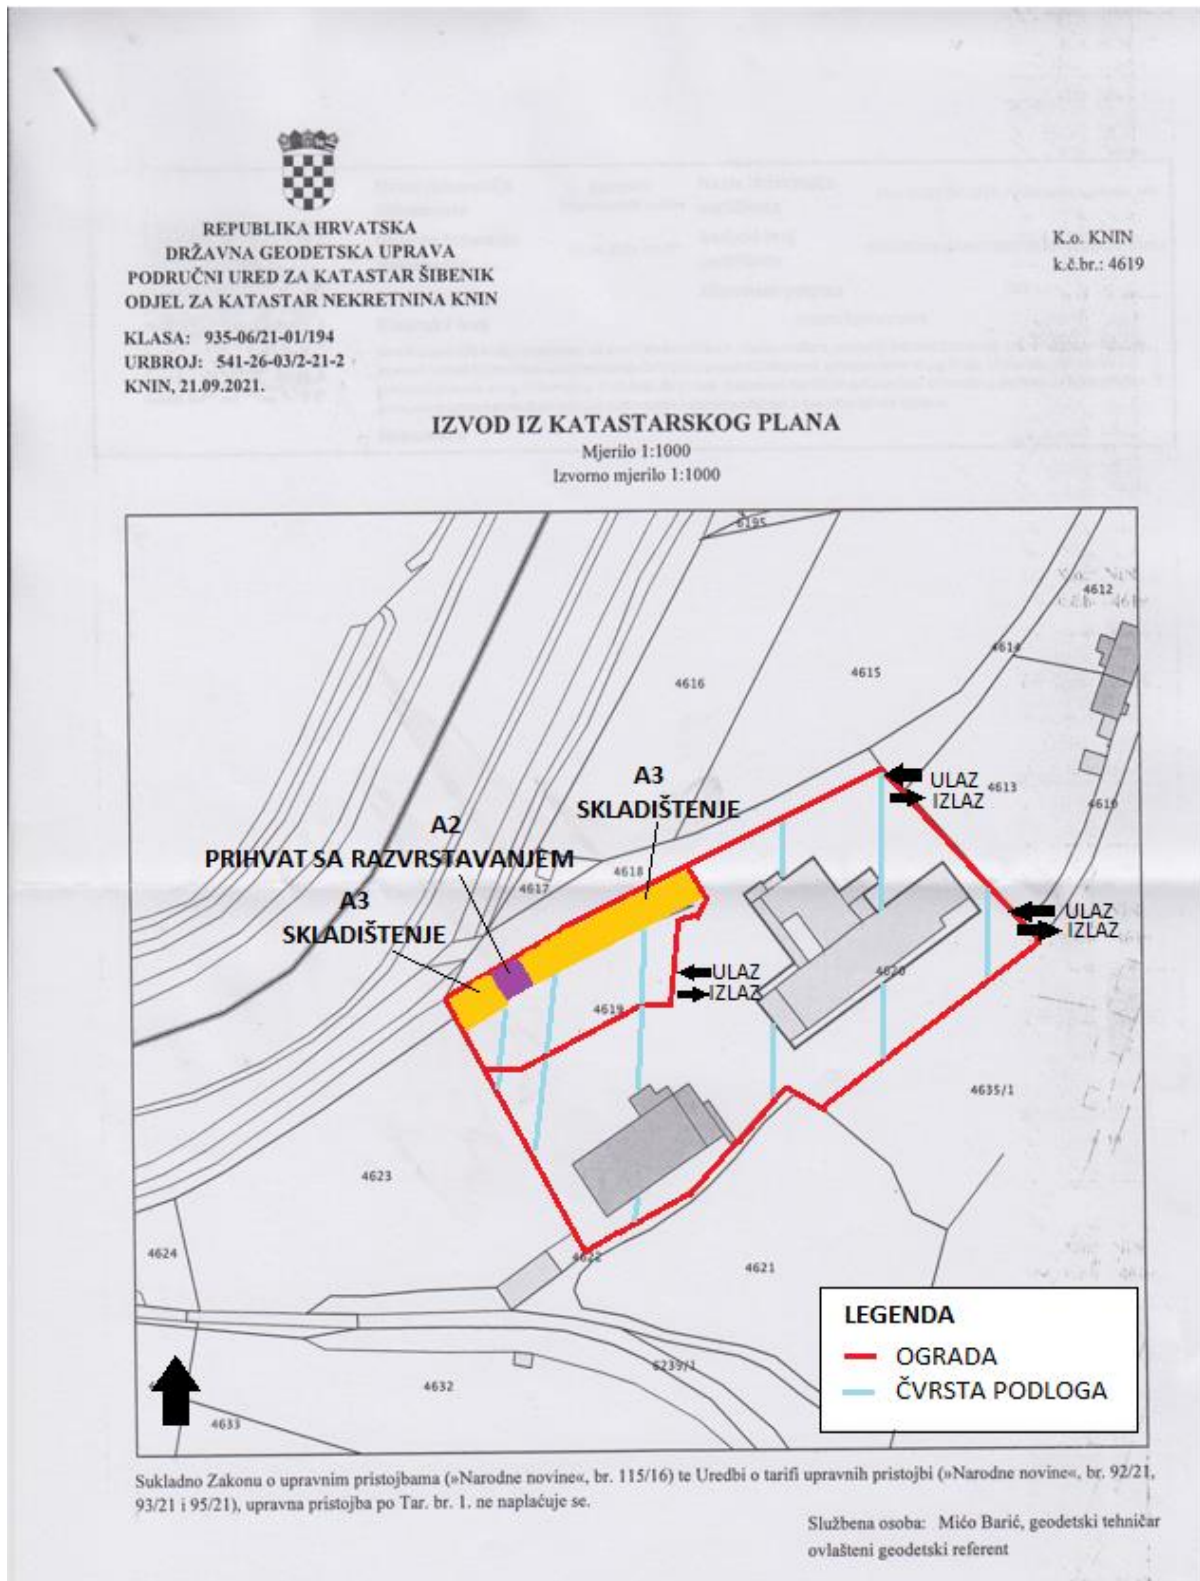 REPUBLIKA HRVATSKA
DRŽAVNA GEODETSKA UPRAVA
PODRUČNI URED ZA KATASTAR ŠIBENIK
ODJEL ZA KATASTAR NEKRETNINA KNIN
K.o. KNIN
k.č.br.: 4619
KLASA: 935-06/21-01/194
URBROJ: 541-26-03/2-21-2
KNIN, 21.09.2021.
IZVOD IZ KATASTARSKOG PLANA
Mjerilo 1:1000
Izvorno mjerilo 1:1000
6195
4612
4614
4615
4616
A3
SKLADIŠTENJE
ULAZ
IZLAZ
4613
4619
A2
PRIHVAT SA RAZVRSTAVANJEM
4618
4617
A3
SKLADIŠTENJE
ULAZ
IZLAZ
4620
ULAZ
IZLAZ
4619
4635/1
4623
4624
4622
4621
LEGENDA
OGRADA
ČVRSTA PODLOGA
6239/1
4632
4633
Sukladno Zakonu o upravnim pristojbama (»Narodne novine«, br. 115/16) te Uredbi o tarifi upravnih pristojbi (»Narodne novine«, br. 92/21,
93/21 i 95/21), upravna pristojba po Tar. br. 1. ne naplaćuje se.
Službena osoba: Mićo Barić, geodetski tehničar
ovlašteni geodetski referent